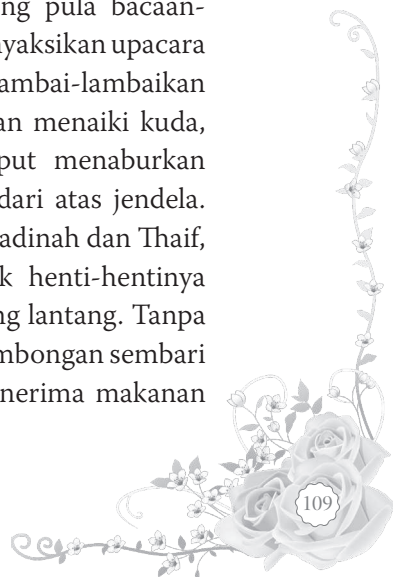 ng pula bacaan-
nyaksikan upacara
ambai-lambaikan
an menaiki kuda,
put menaburkan
dari atas jendela.
adinah dan Thaif,
k henti-hentinya
ng lantang. Tanpa
mbongan sembari
nerima makanan
109